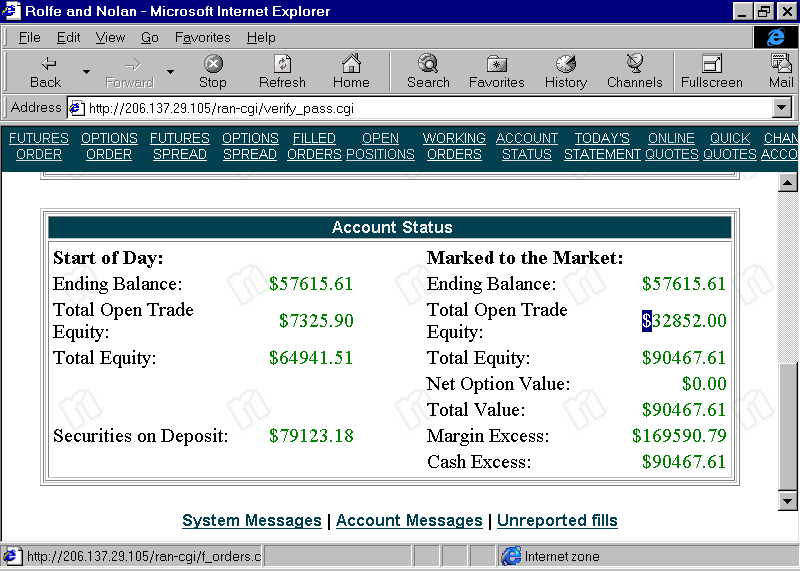 Rolfe and Nolan - Microsoft Internet Explorer
File Edit View Go Favorites Help
Back Forward Stop Refresh Home Search Favorites History Channels Fullscreen Mail
Address http://206.137.29.105/ran-cgi/verify_pass.cgi
FUTURES OPTIONS FUTURES OPTIONS FILLED OPEN WORKING ACCOUNT TODAY'S ONLINE QUICK CHAN
ORDER ORDER SPREAD SPREAD ORDERS POSITIONS ORDERS STATUS STATEMENT QUOTES QUOTES ACCO
Account Status
Start of Day: Marked to the Market:
Ending Balance: $57615.61 Ending Balance: $57615.61
Total Open Trade Equity: $7325.90 Total Open Trade Equity: $32852.00
Total Equity: $64941.51 Total Equity: $90467.61
Net Option Value: $0.00
Total Value: $90467.61
Securities on Deposit: $79123.18 Margin Excess: $169590.79
Cash Excess: $90467.61
System Messages | Account Messages | Unreported fills
http://206.137.29.105/ran-cgi/f_orders.c Internet zone